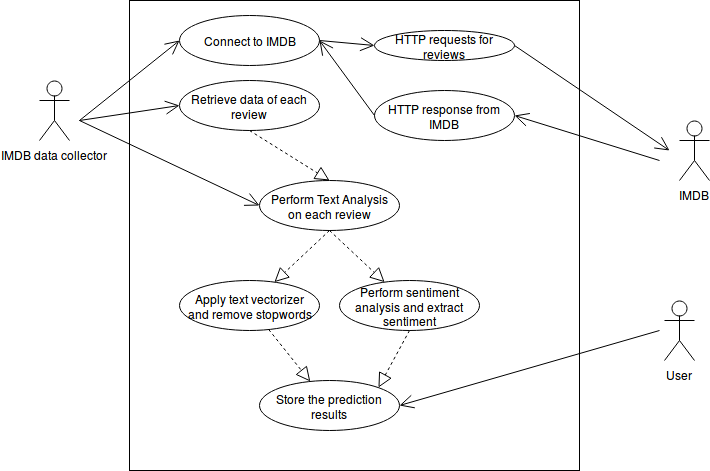 Connect to IMDB
HTTP requests for
reviews
Retrieve data of each
review
HTTP response from
IMDB
IMDB data collector
IMDB
Perform Text Analysis
on each review
Apply text vectorizer
and remove stopwords
Perform sentiment
analysis and extract
sentiment
User
Store the prediction
results